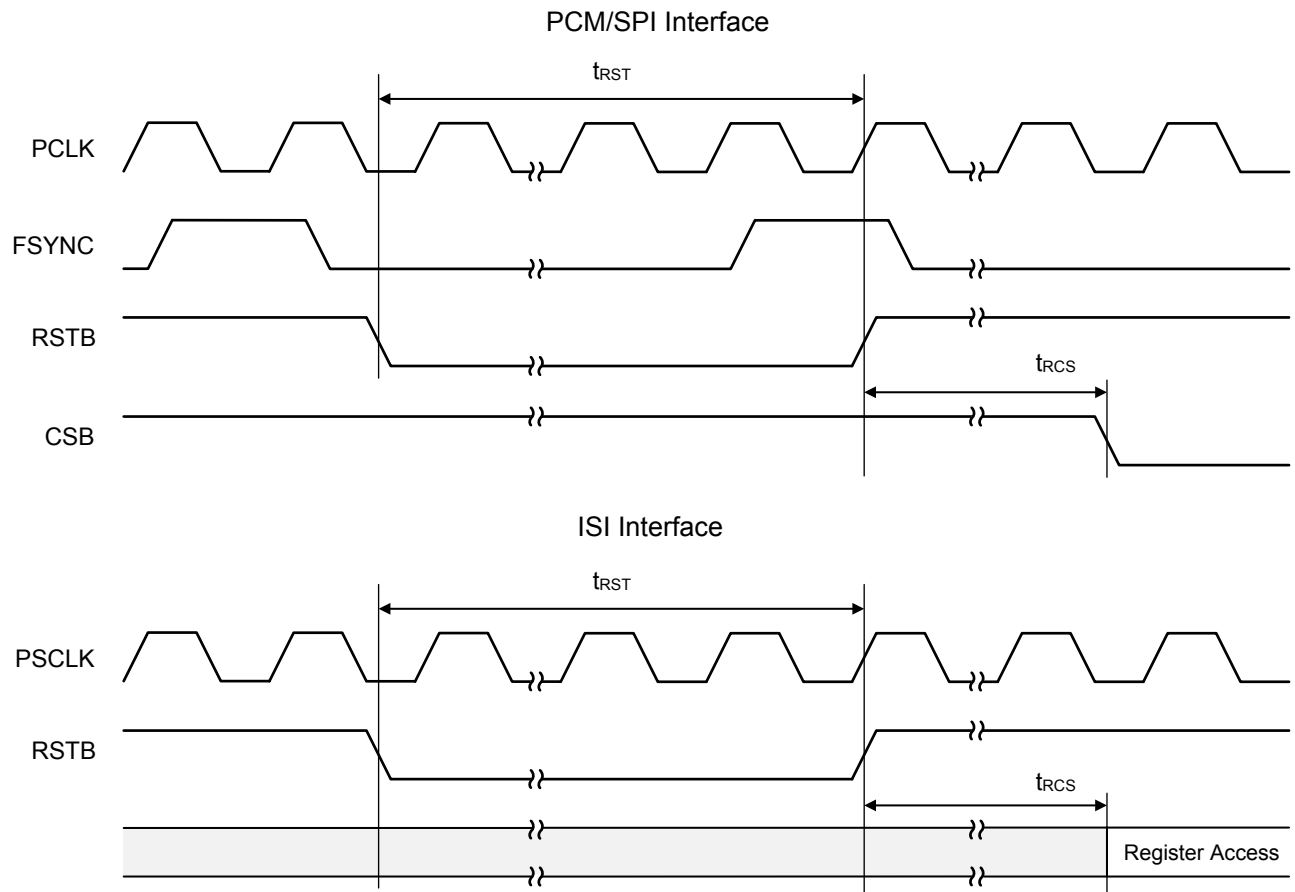 PCM/SPI Interface
tRST
PCLK
FSYNC
RSTB
tRCS
CSB
ISI Interface
tRST
PSCLK
RSTB
tRCS
Register Access